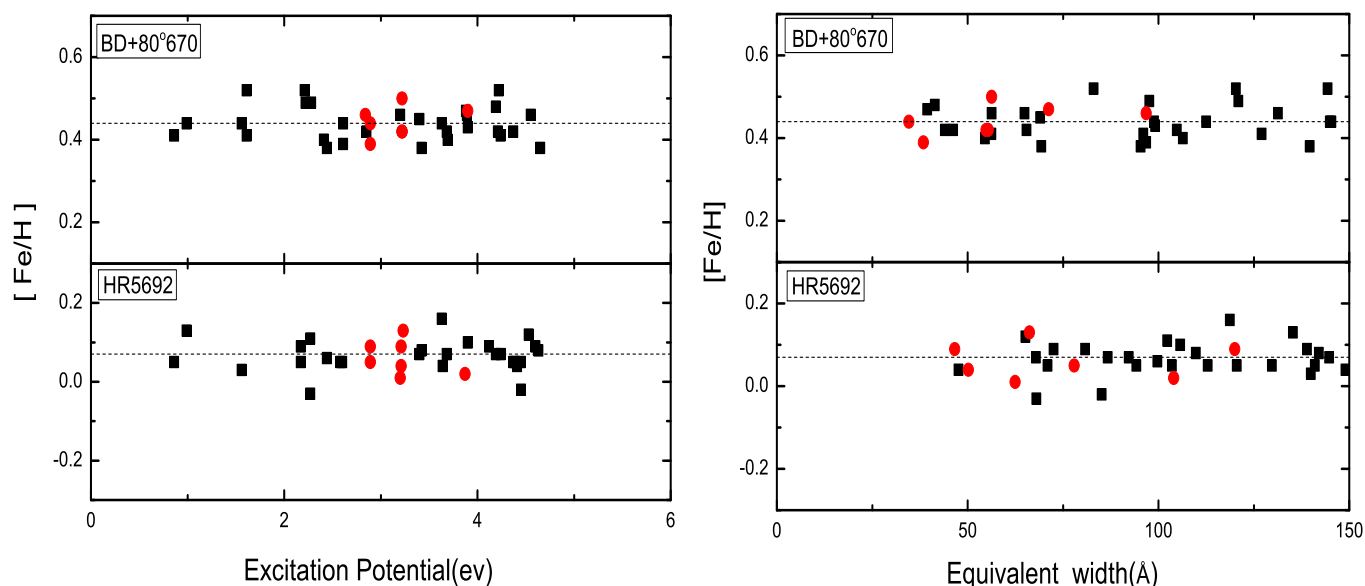 BD+80°670
0.6
0.4
0.2
HR5692
0.2
0.0
-0.2
0
2
4
6
[ Fe/H ]
Excitation Potential(ev)
BD+80°670
0.6
0.4
0.2
HR5692
0.2
0.0
-0.2
0
50
100
150
[Fe/H]
Equivalent width(Å)